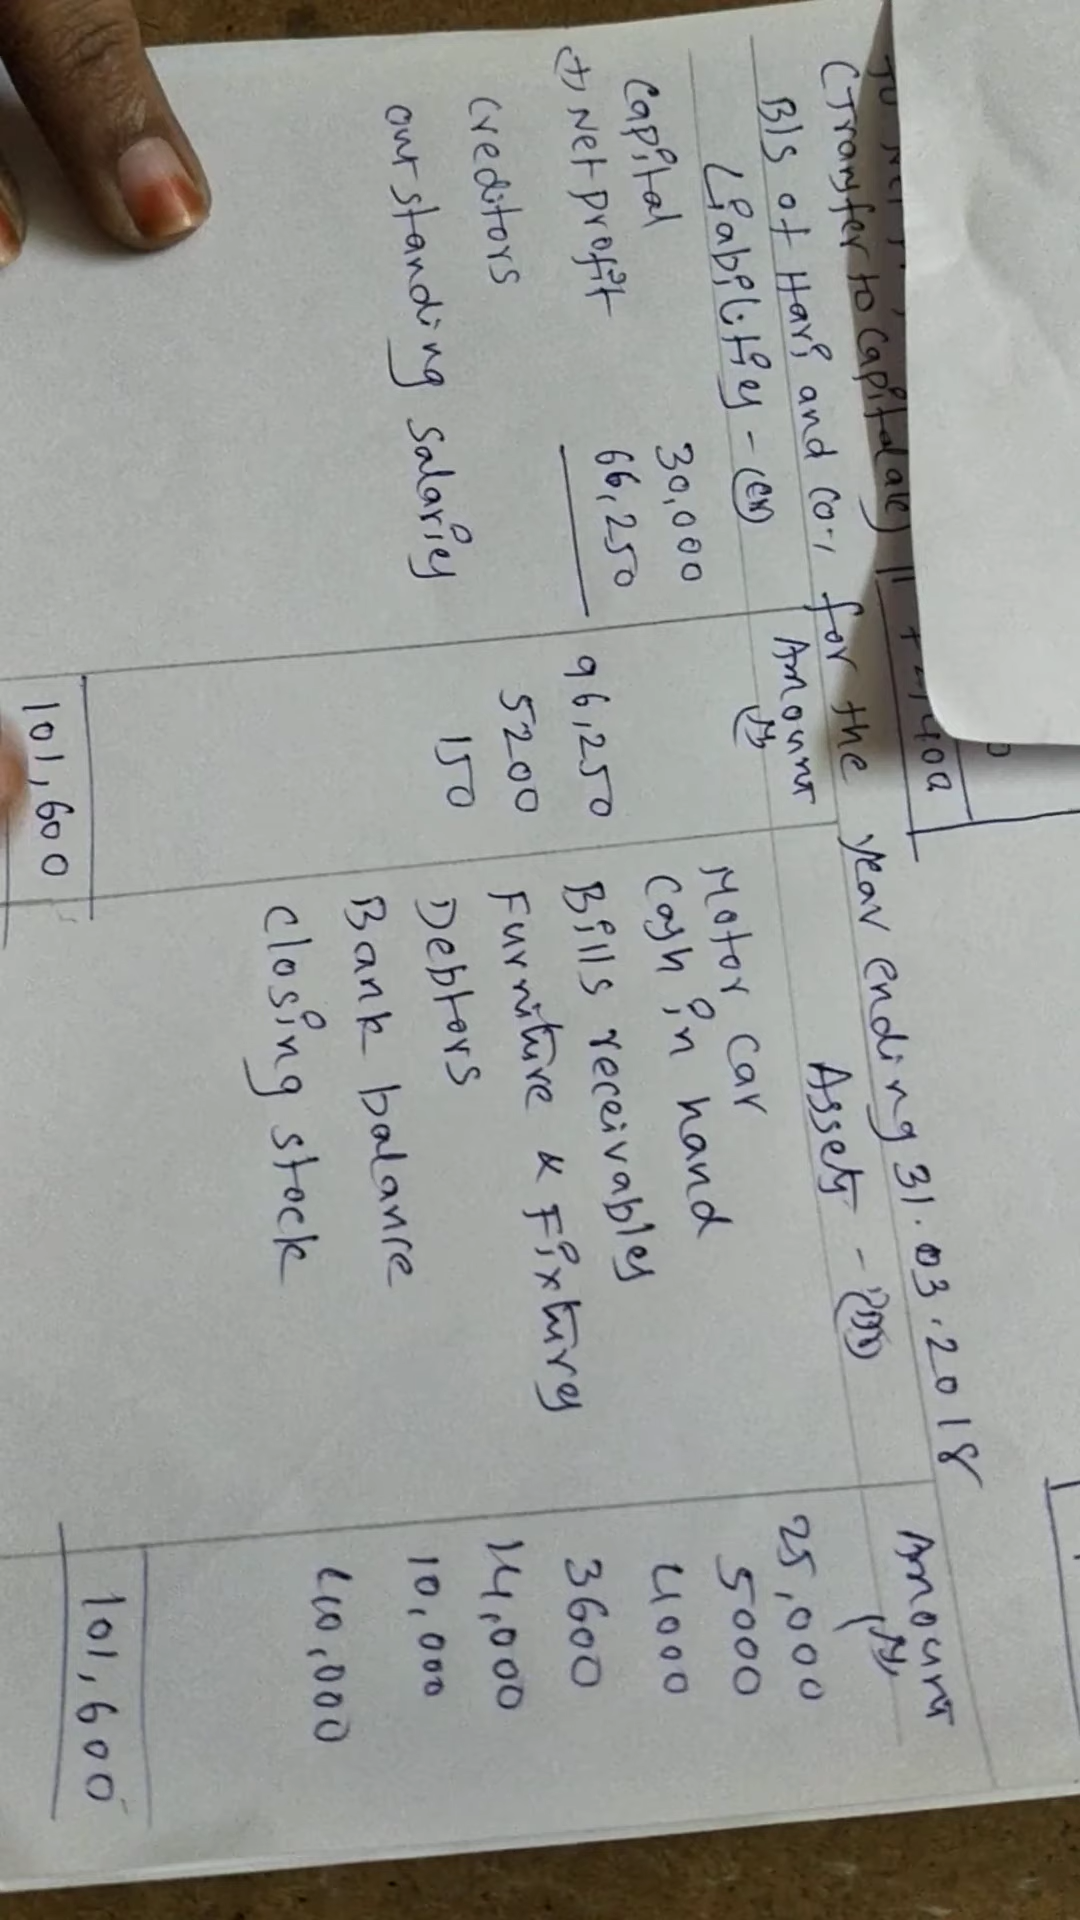 (Transfer to Capital a/c)
B/S of Hari and Co., for the year ending 31.03.2018
Liability - Amount Assets - Amount
Capital 30,000 Motor car 25,000
(+) Net profit 66,250 96,250 Cash in hand 5000
Creditors 5200 Bills receivables 4000
outstanding salaries 150 Furniture & Fixtures 3600
Debtors 14,000
Bank balance 10,000
closing stock 40,000
101,600 101,600